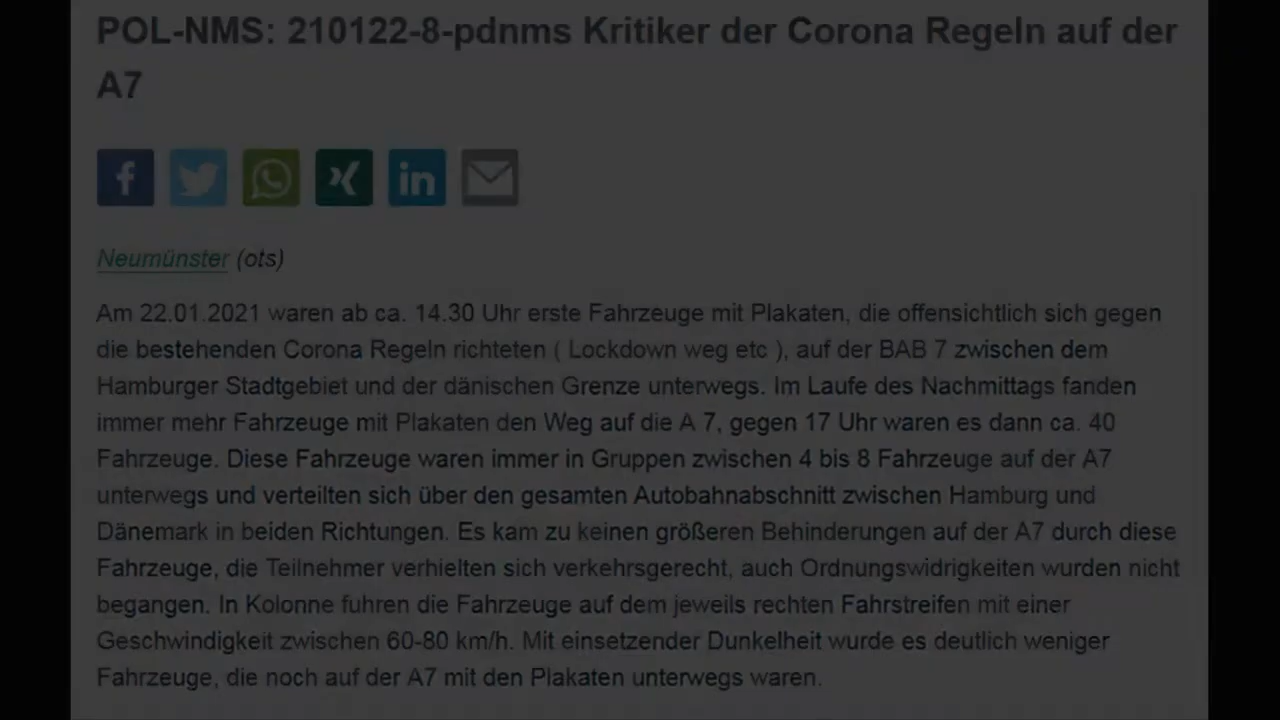 POL-NMS: 210122-8-pdnms Kritiker der Corona Regeln auf der
A7
Neumünster (ots)
Am 22.01.2021 waren ab ca. 14.30 Uhr erste Fahrzeuge mit Plakaten, die offensichtlich sich gegen
die bestehenden Corona Regeln richteten ( Lockdown weg etc ), auf der BAB 7 zwischen dem
Hamburger Stadtgebiet und der dänischen Grenze unterwegs. Im Laufe des Nachmittags fanden
immer mehr Fahrzeuge mit Plakaten den Weg auf die A 7, gegen 17 Uhr waren es dann ca. 40
Fahrzeuge. Diese Fahrzeuge waren immer in Gruppen zwischen 4 bis 8 Fahrzeuge auf der A7
unterwegs und verteilten sich über den gesamten Autobahnabschnitt zwischen Hamburg und
Dänemark in beiden Richtungen. Es kam zu keinen größeren Behinderungen auf der A7 durch diese
Fahrzeuge, die Teilnehmer verhielten sich verkehrsgerecht, auch Ordnungswidrigkeiten wurden nicht
begangen. In Kolonne fuhren die Fahrzeuge auf dem jeweils rechten Fahrstreifen mit einer
Geschwindigkeit zwischen 60-80 km/h. Mit einsetzender Dunkelheit wurde es deutlich weniger
Fahrzeuge, die noch auf der A7 mit den Plakaten unterwegs waren.